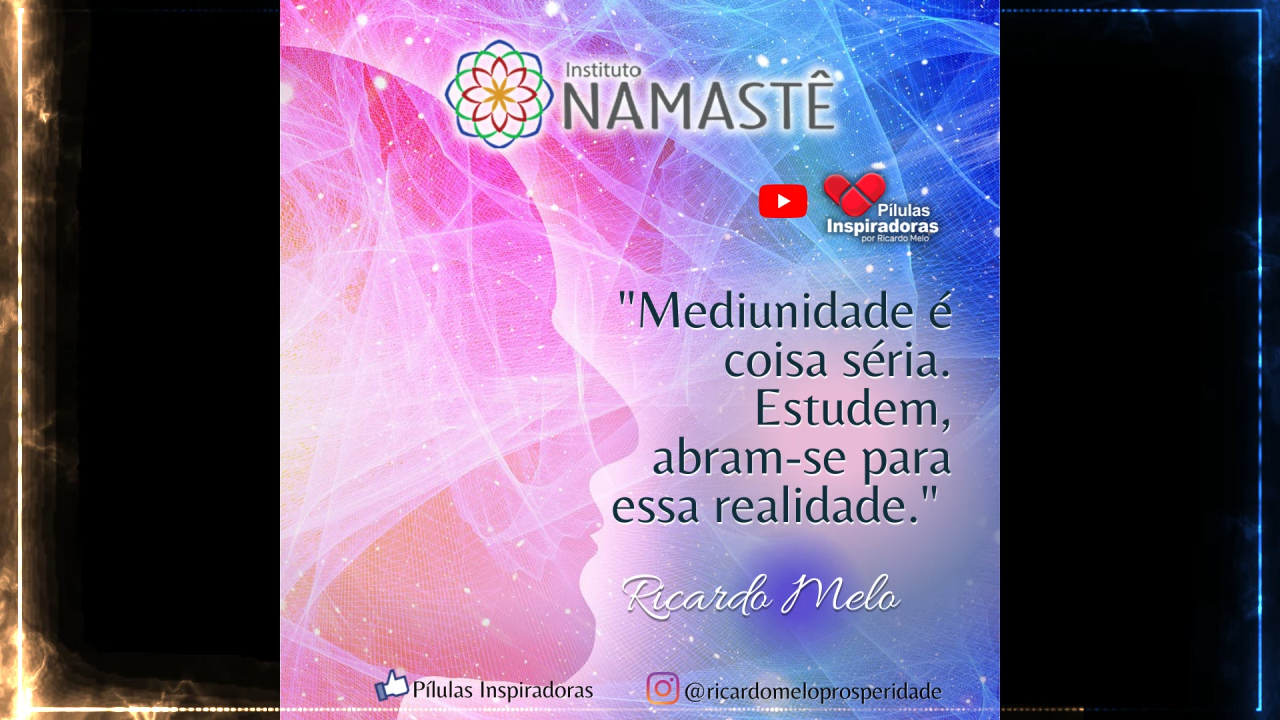 Instituto
NAMASTÊ
Pílulas
Inspiradoras
por Ricardo Melo
"Mediunidade é
coisa séria.
Estudem,
abram-se para
essa realidade."
Ricardo Melo
Pílulas Inspiradoras
@ricardomeloprosperidade